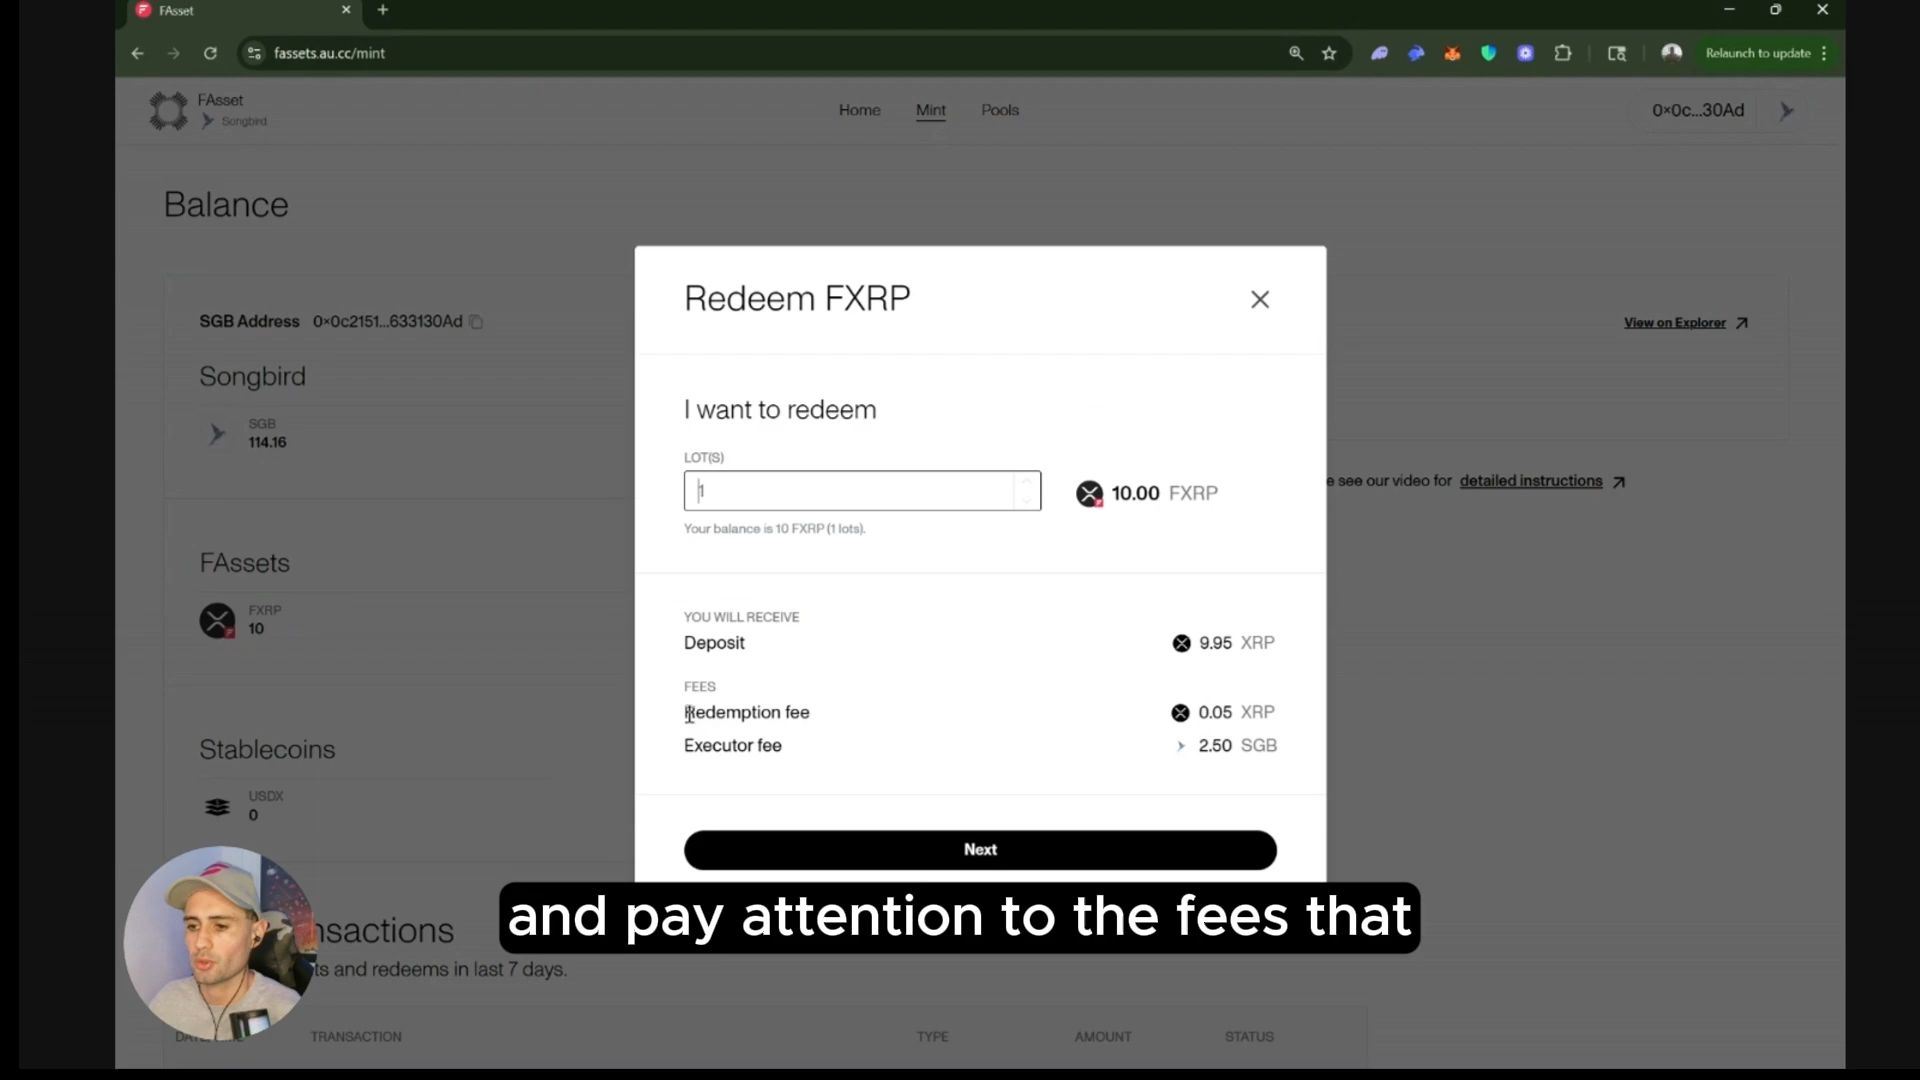 FAsset
fassets.au.cc/mint
Relaunch to update
FAsset
Songbird
Home
Mint
Pools
0x0c...30Ad
Balance
SGB Address 0x0c2151...633130Ad
View on Explorer
Songbird
SGB
114.16
e see our video for detailed instructions
FAssets
FXRP
10
Stablecoins
USDX
0
Redeem FXRP
I want to redeem
LOT(S)
1
10.00 FXRP
Your balance is 10 FXRP (1 lots).
YOU WILL RECEIVE
Deposit
9.95 XRP
FEES
Redemption fee
0.05 XRP
Executor fee
2.50 SGB
Next
and pay attention to the fees that
nsactions
ts and redeems in last 7 days.
TRANSACTION
TYPE
AMOUNT
STATUS